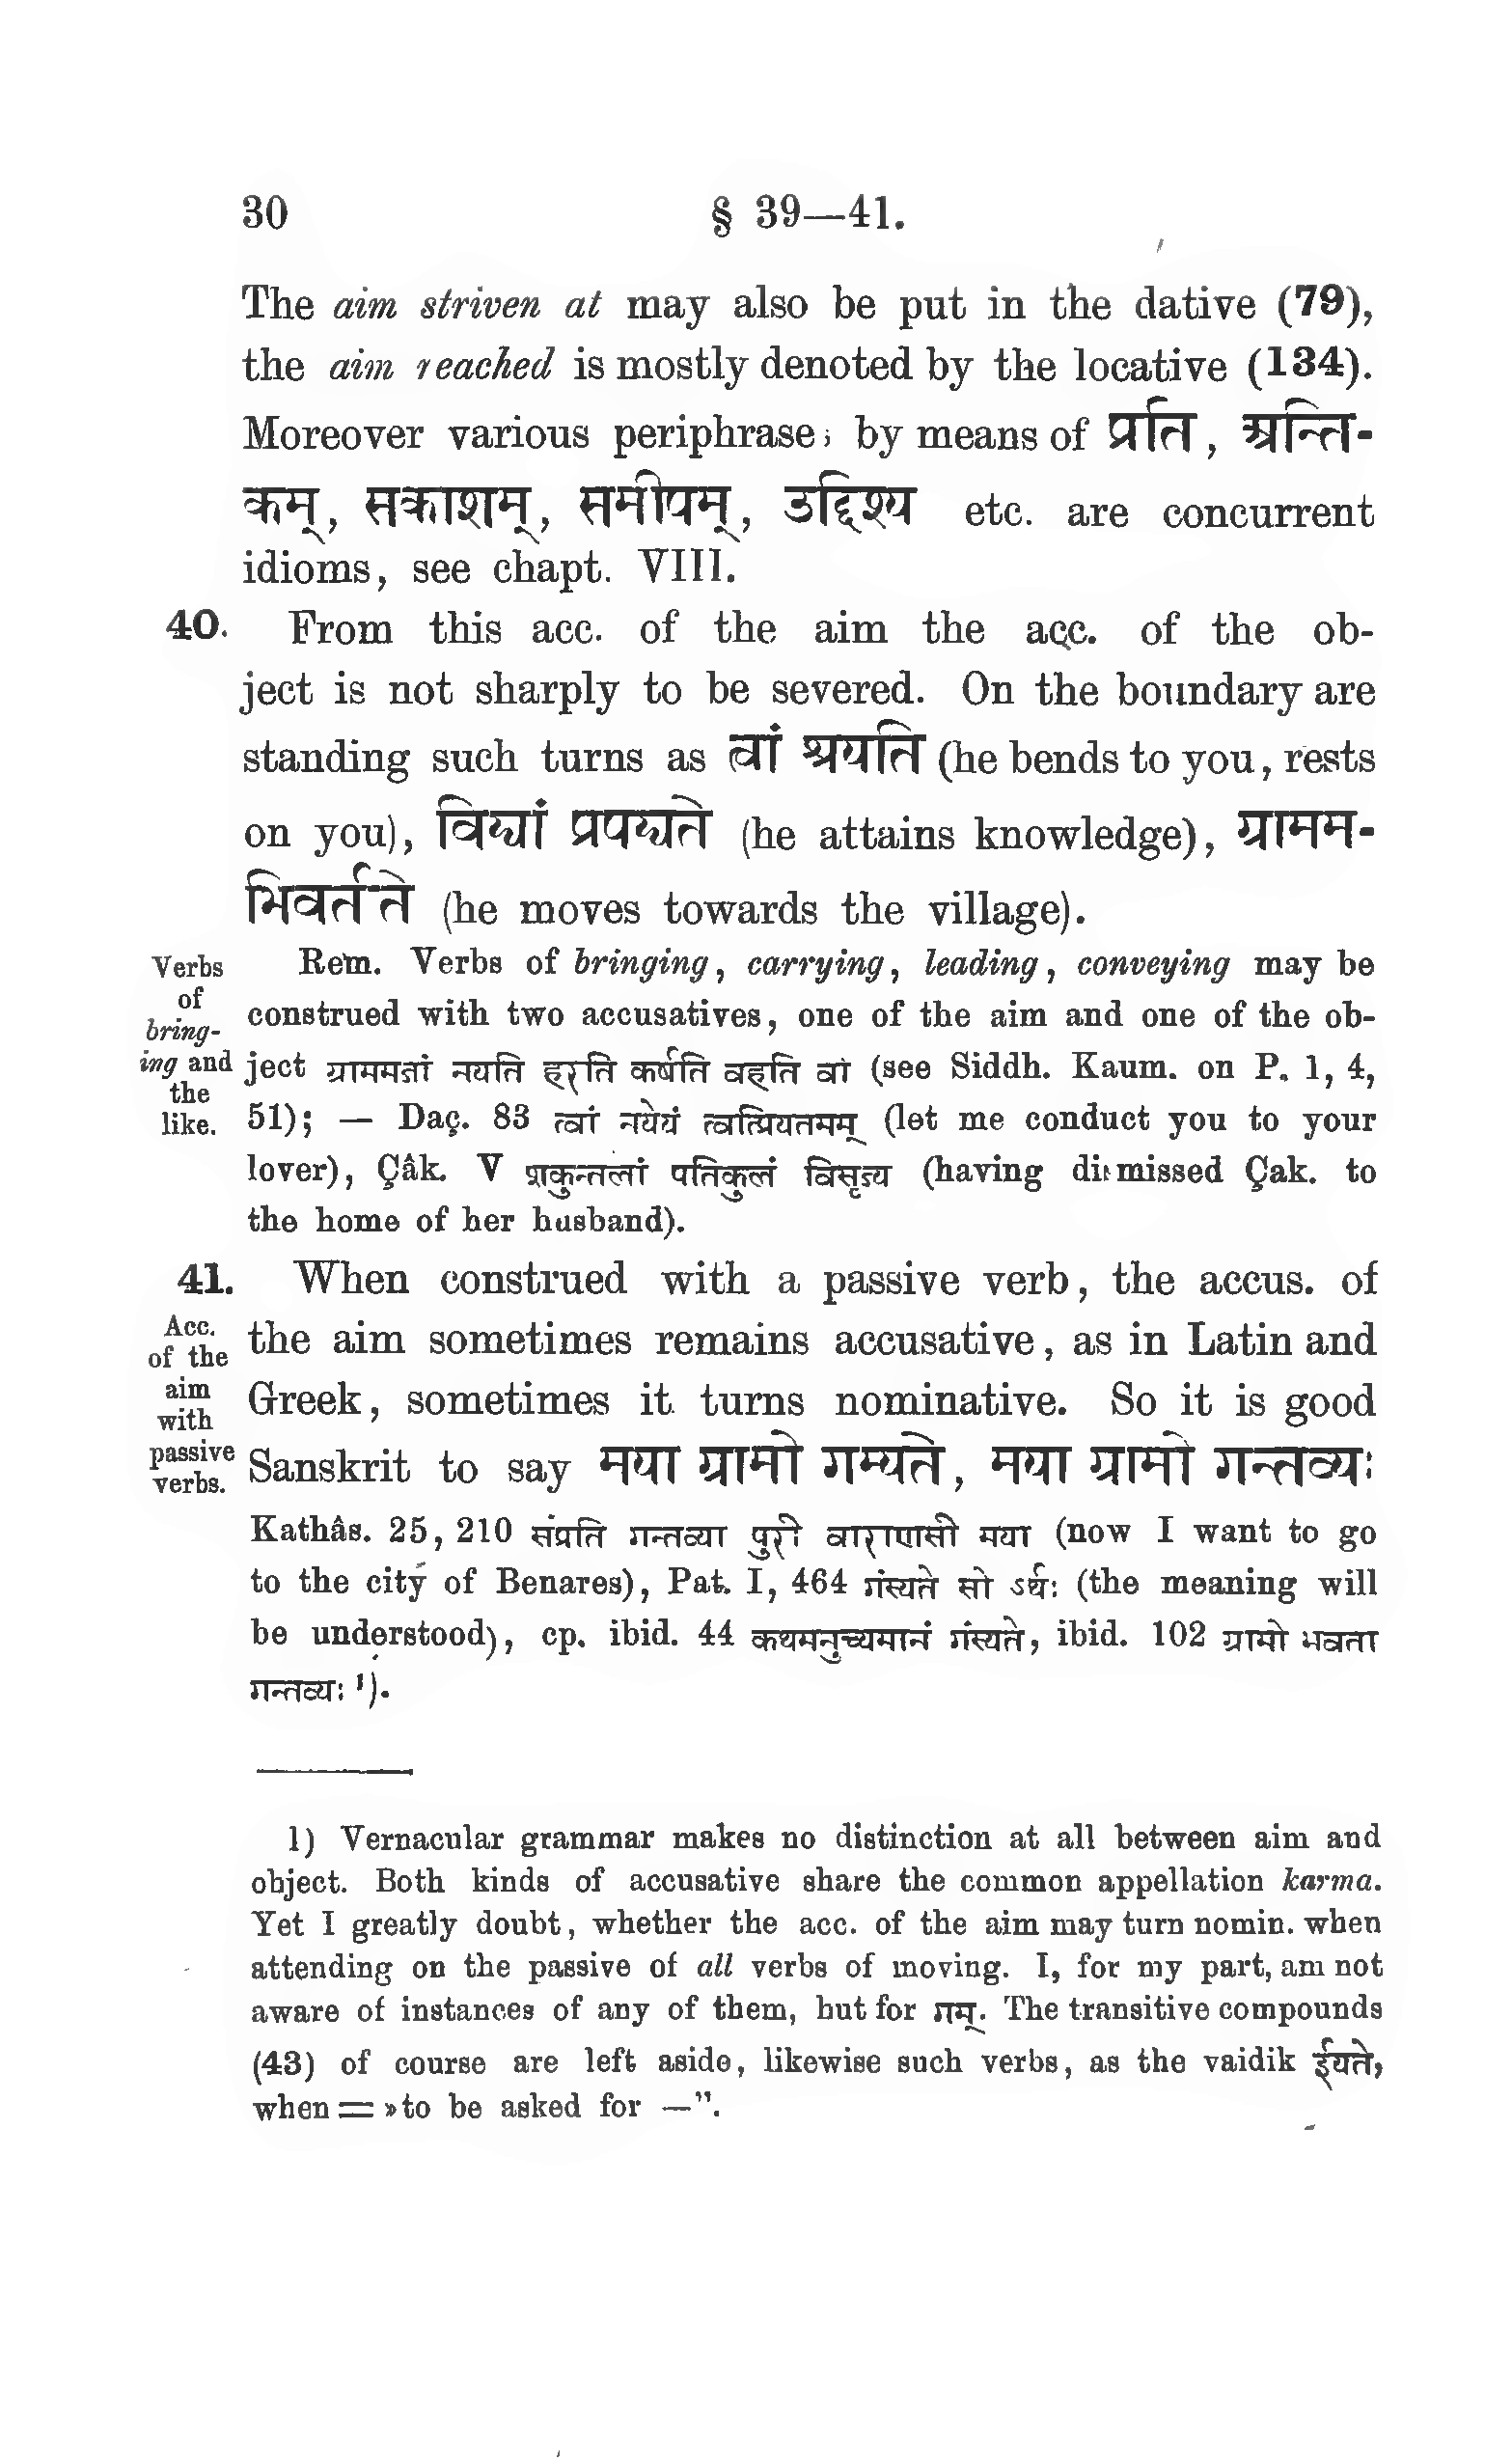 30 § 39—41.
The aim striven at may also be put in the dative (79),
the aim reached is mostly denoted by the locative (134).
Moreover various periphrases by means of प्रति, अन्ति-
कम्, सकाशम्, समीपम्, उद्दिश्य etc. are concurrent
idioms, see chapt. VIII.
40. From this acc. of the aim the acc. of the ob-
ject is not sharply to be severed. On the boundary are
standing such turns as त्वां श्रयति (he bends to you, rests
on you), विद्यां प्रपद्यते (he attains knowledge), ग्रामम-
भिवर्तते (he moves towards the village).
Verbs
of
bring-
ing and
the
like.
Rem. Verbs of bringing, carrying, leading, conveying may be
construed with two accusatives, one of the aim and one of the ob-
ject ग्राममजां नयति हरति कर्षति वहति वा (see Siddh. Kaum. on P. 1, 4,
51); — Daç. 83 त्वां नयेयं त्वत्प्रियतमम् (let me conduct you to your
lover), Çâk. V शकुन्तलां पतिकुलं विसृज्य (having dismissed Çak. to
the home of her husband).
41. When construed with a passive verb, the accus. of
Acc.
of the
aim
with
passive
verbs.
the aim sometimes remains accusative, as in Latin and
Greek, sometimes it turns nominative. So it is good
Sanskrit to say मया ग्रामो गम्यते, मया ग्रामो गन्तव्यः
Kathâs. 25, 210 संप्रति गन्तव्या पुरी वाराणसी मया (now I want to go
to the city of Benares), Pat. I, 464 गंस्यते सो ऽर्थः (the meaning will
be understood), cp. ibid. 44 कथमनुच्यमानं गंस्यते, ibid. 102 ग्रामो भवता
गन्तव्यः ¹).
1) Vernacular grammar makes no distinction at all between aim and
object. Both kinds of accusative share the common appellation karma.
Yet I greatly doubt, whether the acc. of the aim may turn nomin. when
attending on the passive of all verbs of moving. I, for my part, am not
aware of instances of any of them, but for गम्. The transitive compounds
(43) of course are left aside, likewise such verbs, as the vaidik ईयते,
when = »to be asked for —".